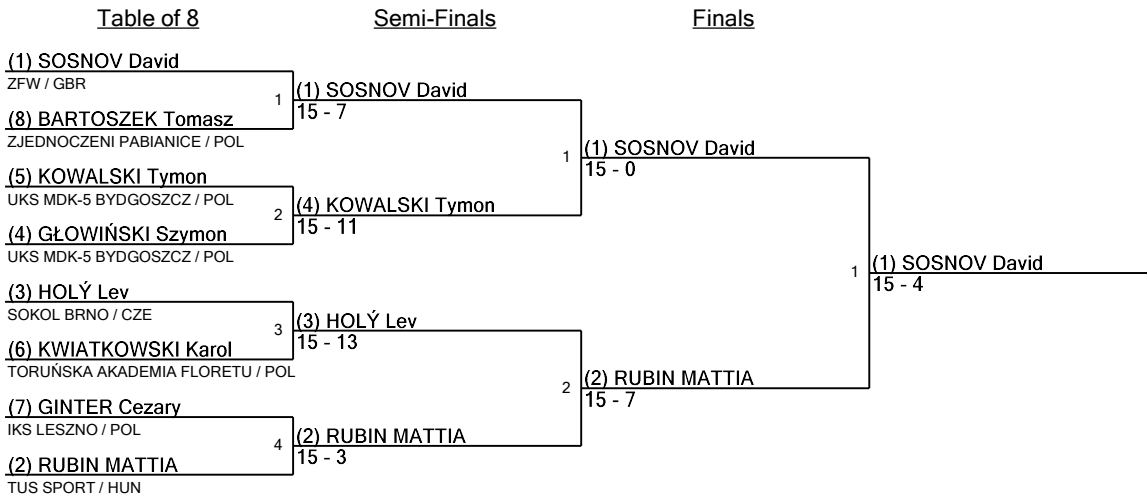 Table of 8
Semi-Finals
Finals
(1) SOSNOV David
ZFW / GBR
1
(8) BARTOSZEK Tomasz
ZJEDNOCZENI PABIANICE / POL
(5) KOWALSKI Tymon
UKS MDK-5 BYDGOSZCZ / POL
2
(4) GŁOWIŃSKI Szymon
UKS MDK-5 BYDGOSZCZ / POL
(3) HOLÝ Lev
SOKOL BRNO / CZE
3
(6) KWIATKOWSKI Karol
TORUŃSKA AKADEMIA FLORETU / POL
(7) GINTER Cezary
IKS LESZNO / POL
4
(2) RUBIN MATTIA
TUS SPORT / HUN
(1) SOSNOV David
15 - 7
1
(4) KOWALSKI Tymon
15 - 11
(3) HOLÝ Lev
15 - 13
2
(2) RUBIN MATTIA
15 - 3
(1) SOSNOV David
15 - 0
1
(2) RUBIN MATTIA
15 - 7
(1) SOSNOV David
15 - 4